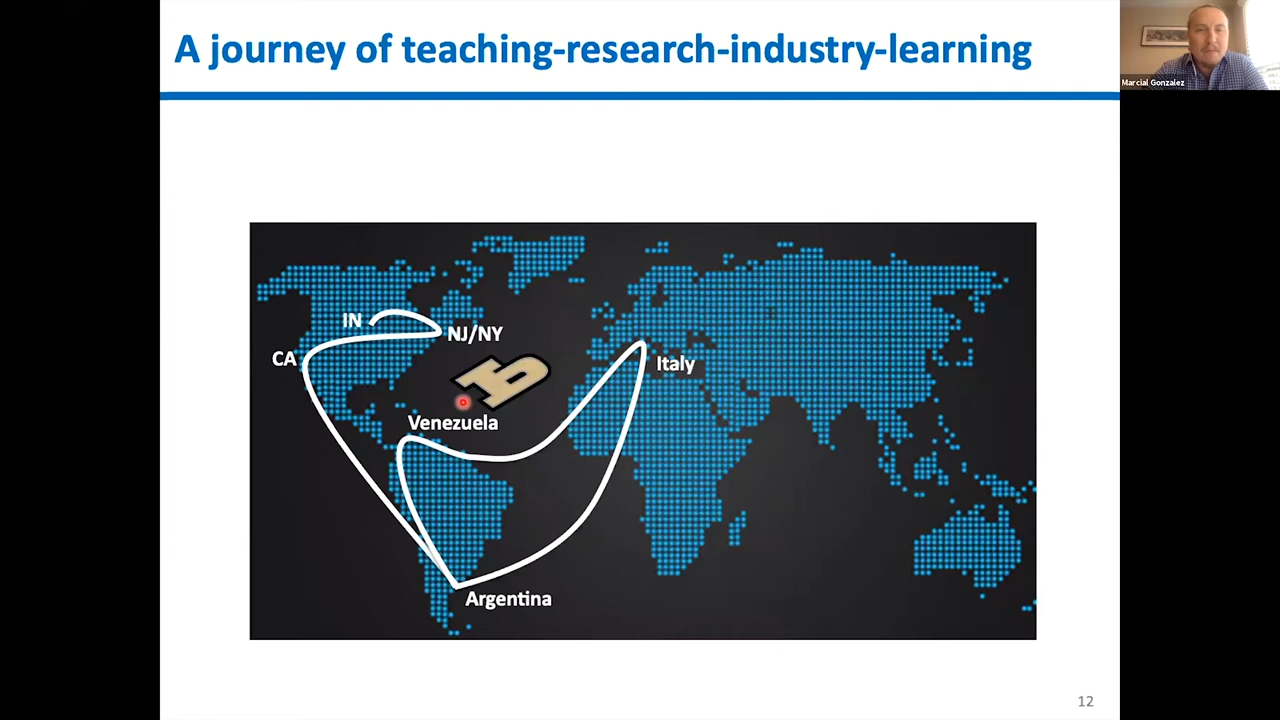 A journey of teaching-research-industry-learning
Marcial Gonzalez
IN
NJ/NY
CA
Italy
Venezuela
Argentina
12